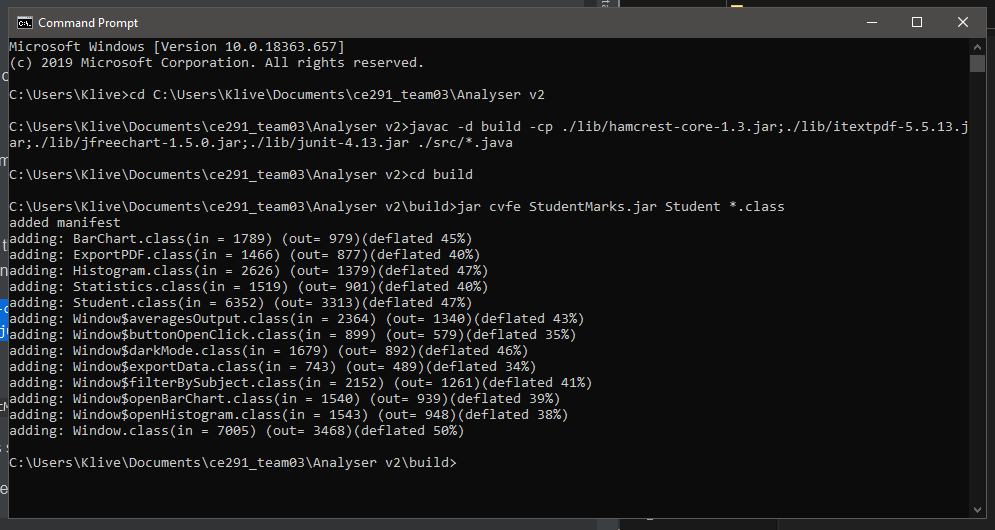 Command Prompt
Microsoft Windows [Version 10.0.18363.657]
(c) 2019 Microsoft Corporation. All rights reserved.
C:\Users\Klive>cd C:\Users\Klive\Documents\ce291_team03\Analyser v2
C:\Users\Klive\Documents\ce291_team03\Analyser v2>javac -d build -cp ./lib/hamcrest-core-1.3.jar;./lib/itextpdf-5.5.13.j
ar;./lib/jfreechart-1.5.0.jar;./lib/junit-4.13.jar ./src/*.java
C:\Users\Klive\Documents\ce291_team03\Analyser v2>cd build
C:\Users\Klive\Documents\ce291_team03\Analyser v2\build>jar cvfe StudentMarks.jar Student *.class
added manifest
adding: BarChart.class(in = 1789) (out= 979)(deflated 45%)
adding: ExportPDF.class(in = 1466) (out= 877)(deflated 40%)
adding: Histogram.class(in = 2626) (out= 1379)(deflated 47%)
adding: Statistics.class(in = 1519) (out= 901)(deflated 40%)
adding: Student.class(in = 6352) (out= 3313)(deflated 47%)
adding: Window$averagesOutput.class(in = 2364) (out= 1340)(deflated 43%)
adding: Window$buttonOpenClick.class(in = 899) (out= 579)(deflated 35%)
adding: Window$darkMode.class(in = 1679) (out= 892)(deflated 46%)
adding: Window$exportData.class(in = 743) (out= 489)(deflated 34%)
adding: Window$filterBySubject.class(in = 2152) (out= 1261)(deflated 41%)
adding: Window$openBarChart.class(in = 1540) (out= 939)(deflated 39%)
adding: Window$openHistogram.class(in = 1543) (out= 948)(deflated 38%)
adding: Window.class(in = 7005) (out= 3468)(deflated 50%)
C:\Users\Klive\Documents\ce291_team03\Analyser v2\build>